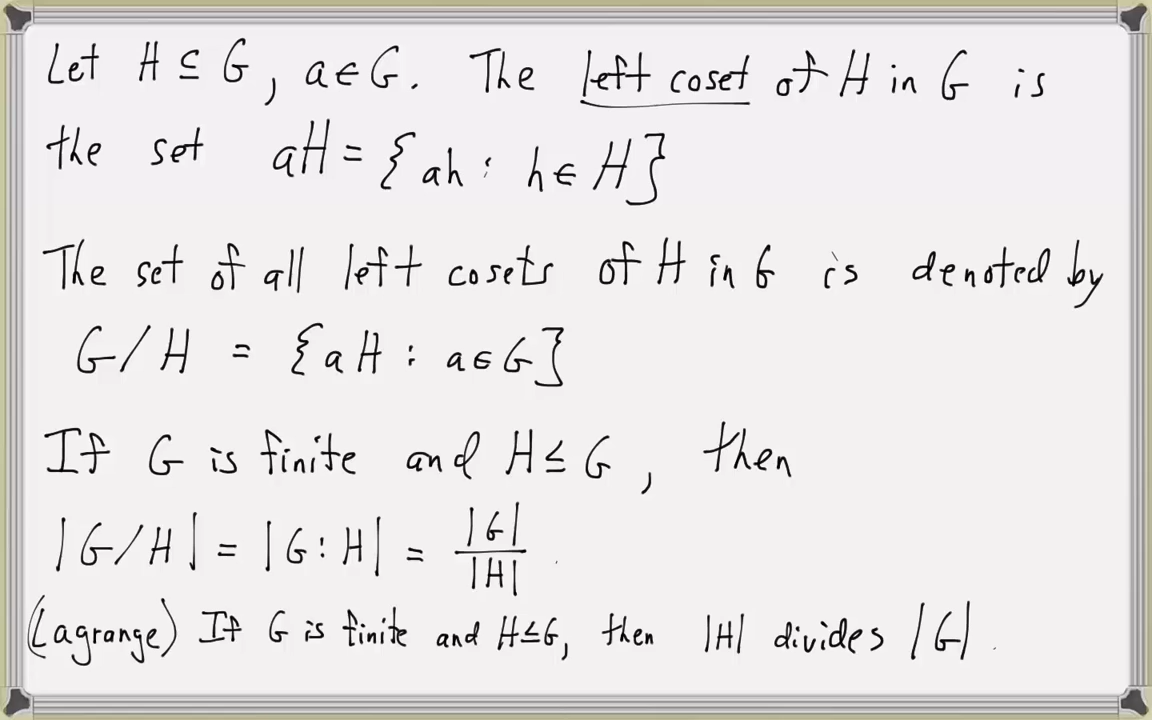 Let H ⊆ G, a ∈ G. The left coset of H in G is
the set aH = {ah : h ∈ H}
The set of all left cosets of H in G is denoted by
G/H = {aH : a ∈ G}
If G is finite and H ≤ G, then
|G/H| = |G : H| = |G|/|H|
(Lagrange) If G is finite and H ≤ G, then |H| divides |G|.